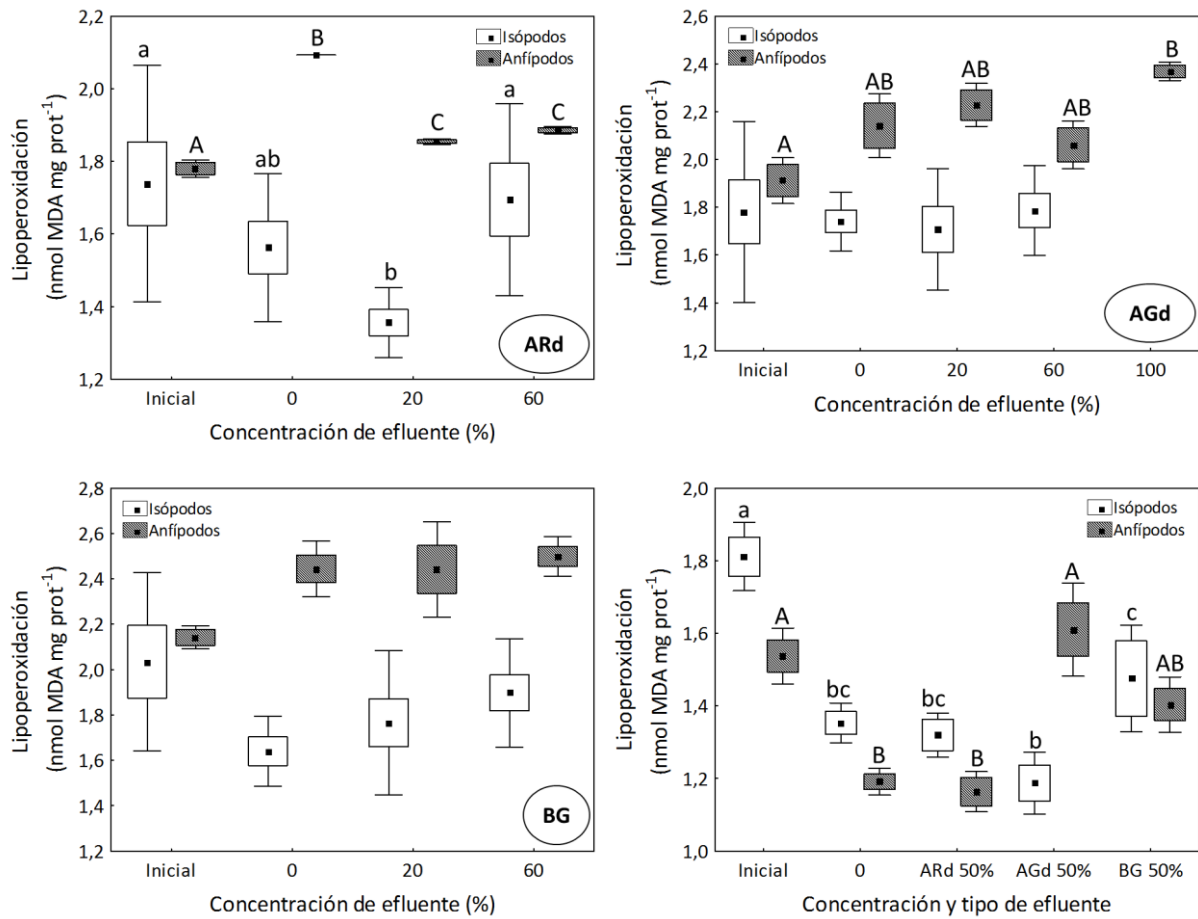 2,2
2,0
1,8
1,6
1,4
1,2
Lipoperoxidación
(nmol MDA mg prot⁻¹)
Isópodos
Anfípodos
a
A
ab
B
b
C
a
C
ARd
Inicial 0 20 60
Concentración de efluente (%)
2,6
2,4
2,2
2,0
1,8
1,6
1,4
1,2
Lipoperoxidación
(nmol MDA mg prot⁻¹)
Isópodos
Anfípodos
A
AB
AB
AB
B
AGd
Inicial 0 20 60 100
Concentración de efluente (%)
2,8
2,6
2,4
2,2
2,0
1,8
1,6
1,4
1,2
Lipoperoxidación
(nmol MDA mg prot⁻¹)
Isópodos
Anfípodos
BG
Inicial 0 20 60
Concentración de efluente (%)
2,0
1,8
1,6
1,4
1,2
1,0
Lipoperoxidación
(nmol MDA mg prot⁻¹)
Isópodos
Anfípodos
a
A
bc
B
bc
B
b
A
c
AB
Inicial 0 ARd 50% AGd 50% BG 50%
Concentración y tipo de efluente